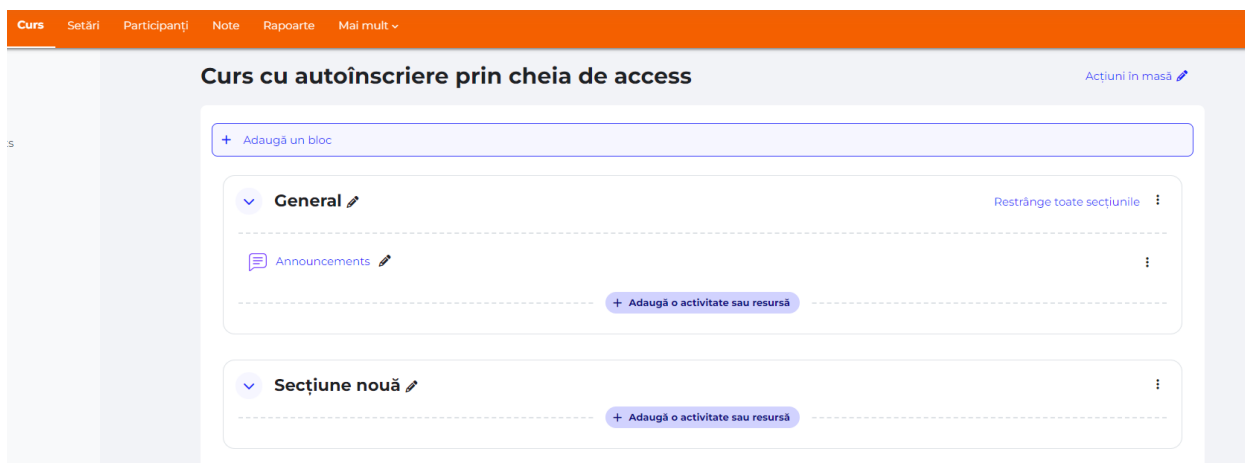 Curs Setări Participanți Note Rapoarte Mai mult
Curs cu autoînscriere prin cheia de access
Acțiuni în masă
+ Adaugă un bloc
General
Restrânge toate secțiunile
Announcements
+ Adaugă o activitate sau resursă
Secțiune nouă
+ Adaugă o activitate sau resursă